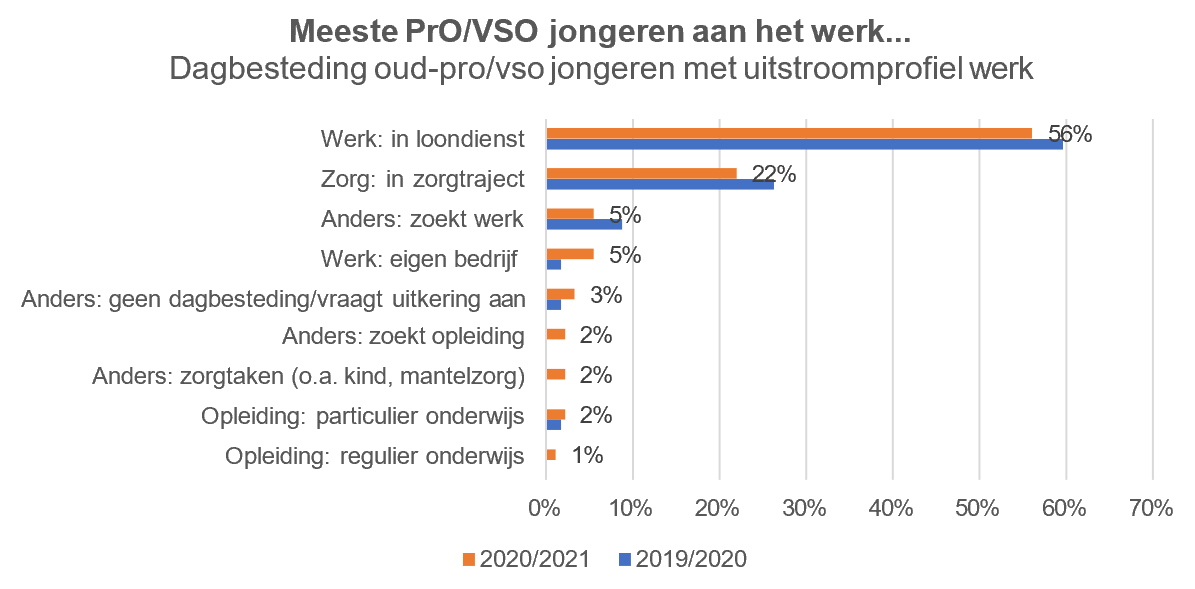 Meeste PrO/VSO jongeren aan het werk...
Dagbesteding oud-pro/vso jongeren met uitstroomprofiel werk
Werk: in loondienst 56%
Zorg: in zorgtraject 22%
Anders: zoekt werk 5%
Werk: eigen bedrijf 5%
Anders: geen dagbesteding/vraagt uitkering aan 3%
Anders: zoekt opleiding 2%
Anders: zorgtaken (o.a. kind, mantelzorg) 2%
Opleiding: particulier onderwijs 2%
Opleiding: regulier onderwijs 1%
0% 10% 20% 30% 40% 50% 60% 70%
2020/2021 2019/2020